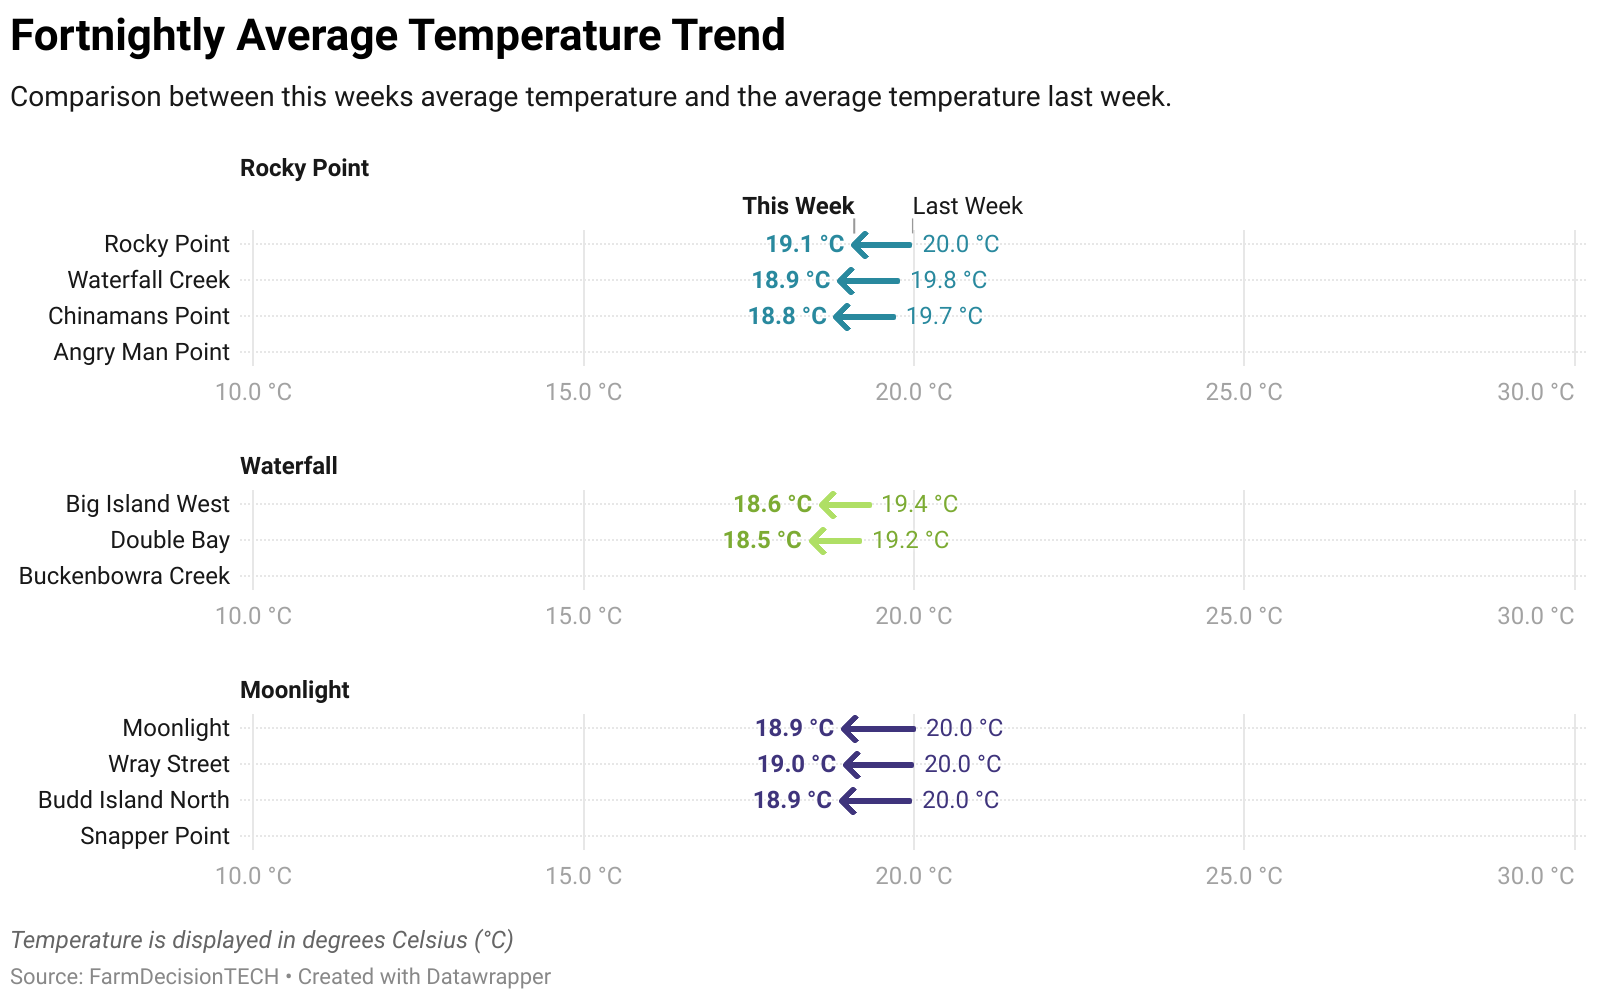 Fortnightly Average Temperature Trend
Comparison between this weeks average temperature and the average temperature last week.
Rocky Point
This Week Last Week
Rocky Point 19.1 °C 20.0 °C
Waterfall Creek 18.9 °C 19.8 °C
Chinamans Point 18.8 °C 19.7 °C
Angry Man Point
10.0 °C 15.0 °C 20.0 °C 25.0 °C 30.0 °C
Waterfall
Big Island West 18.6 °C 19.4 °C
Double Bay 18.5 °C 19.2 °C
Buckenbowra Creek
10.0 °C 15.0 °C 20.0 °C 25.0 °C 30.0 °C
Moonlight
Moonlight 18.9 °C 20.0 °C
Wray Street 19.0 °C 20.0 °C
Budd Island North 18.9 °C 20.0 °C
Snapper Point
10.0 °C 15.0 °C 20.0 °C 25.0 °C 30.0 °C
Temperature is displayed in degrees Celsius (°C)
Source: FarmDecisionTECH • Created with Datawrapper